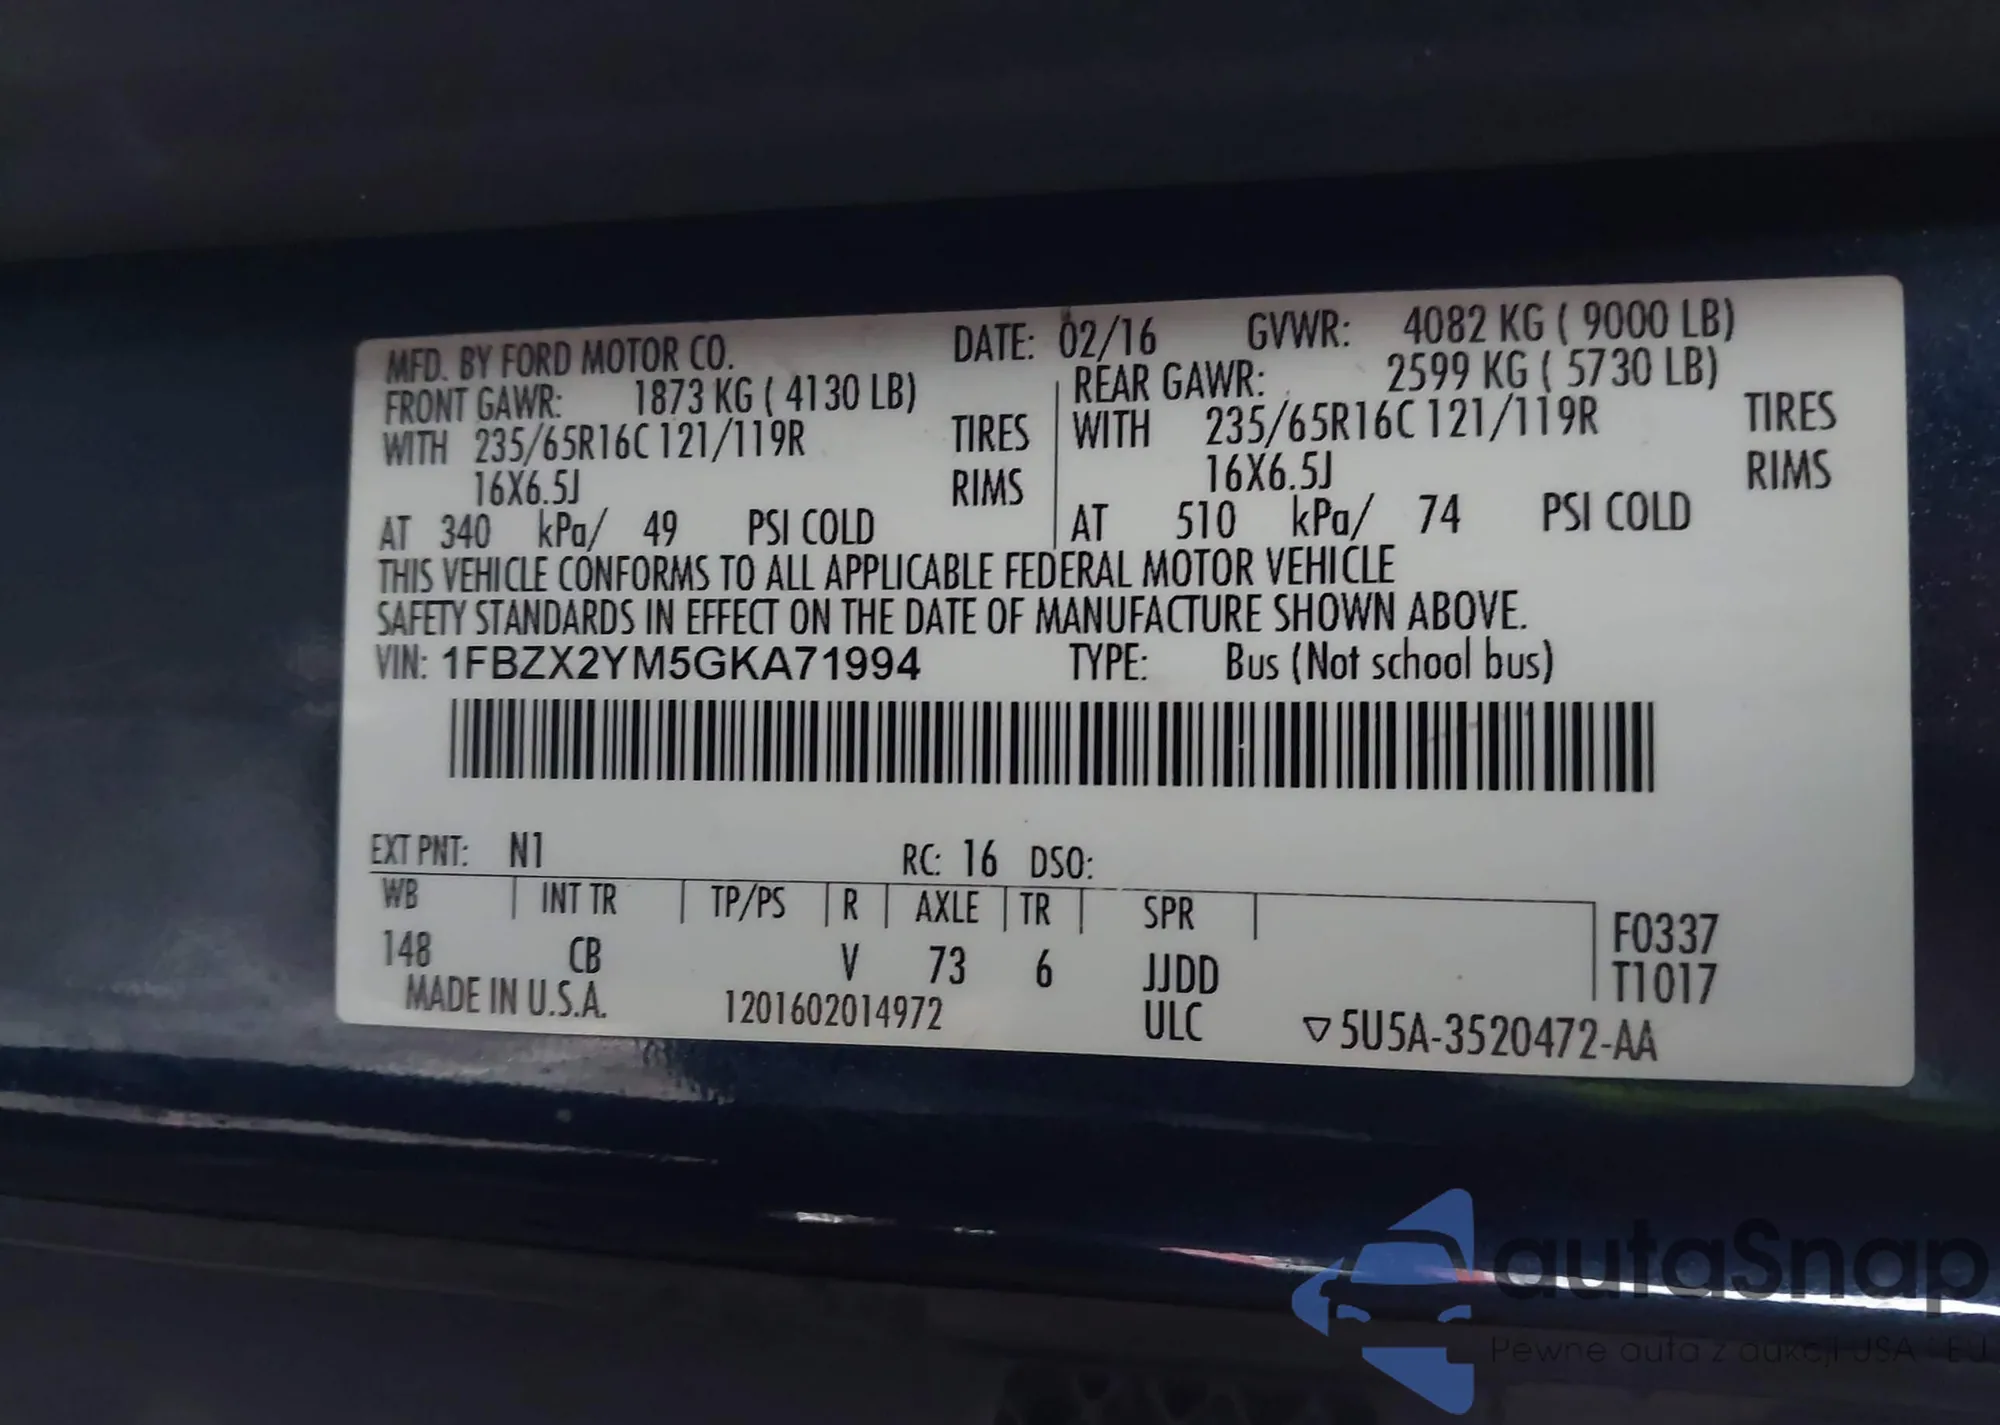 MFD. BY FORD MOTOR CO. DATE: 02/16 GVWR: 4082 KG ( 9000 LB)
FRONT GAWR: 1873 KG ( 4130 LB) REAR GAWR: 2599 KG ( 5730 LB)
WITH 235/65R16C 121/119R TIRES WITH 235/65R16C 121/119R TIRES
16X6.5J RIMS 16X6.5J RIMS
AT 340 kPa/ 49 PSI COLD AT 510 kPa/ 74 PSI COLD
THIS VEHICLE CONFORMS TO ALL APPLICABLE FEDERAL MOTOR VEHICLE
SAFETY STANDARDS IN EFFECT ON THE DATE OF MANUFACTURE SHOWN ABOVE.
VIN: 1FBZX2YM5GKA71994 TYPE: Bus (Not school bus)
EXT PNT: N1 RC: 16 DSO:
WB INT TR TP/PS R AXLE TR SPR F0337
148 CB V 73 6 JJDD T1017
MADE IN U.S.A. 1201602014972 ULC ▽5U5A-3520472-AA
autaSnap
Pewne auta z aukcji USA i EU